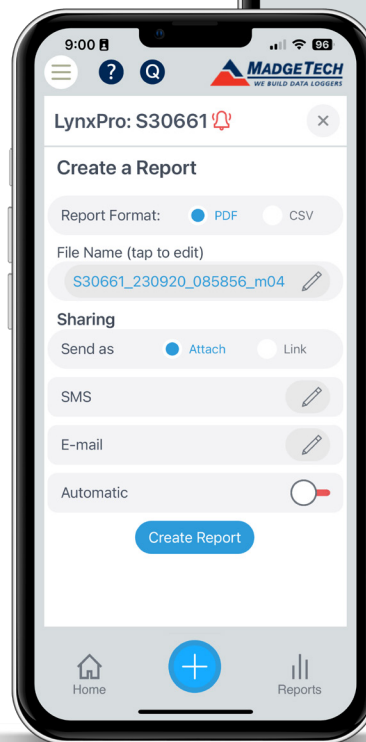 9:00
96
?
Q
MADGETECH
WE BUILD DATA LOGGERS
LynxPro: S30661
Create a Report
Report Format: PDF CSV
File Name (tap to edit)
S30661_230920_085856_m04
Sharing
Send as Attach Link
SMS
E-mail
Automatic
Create Report
Home
Reports